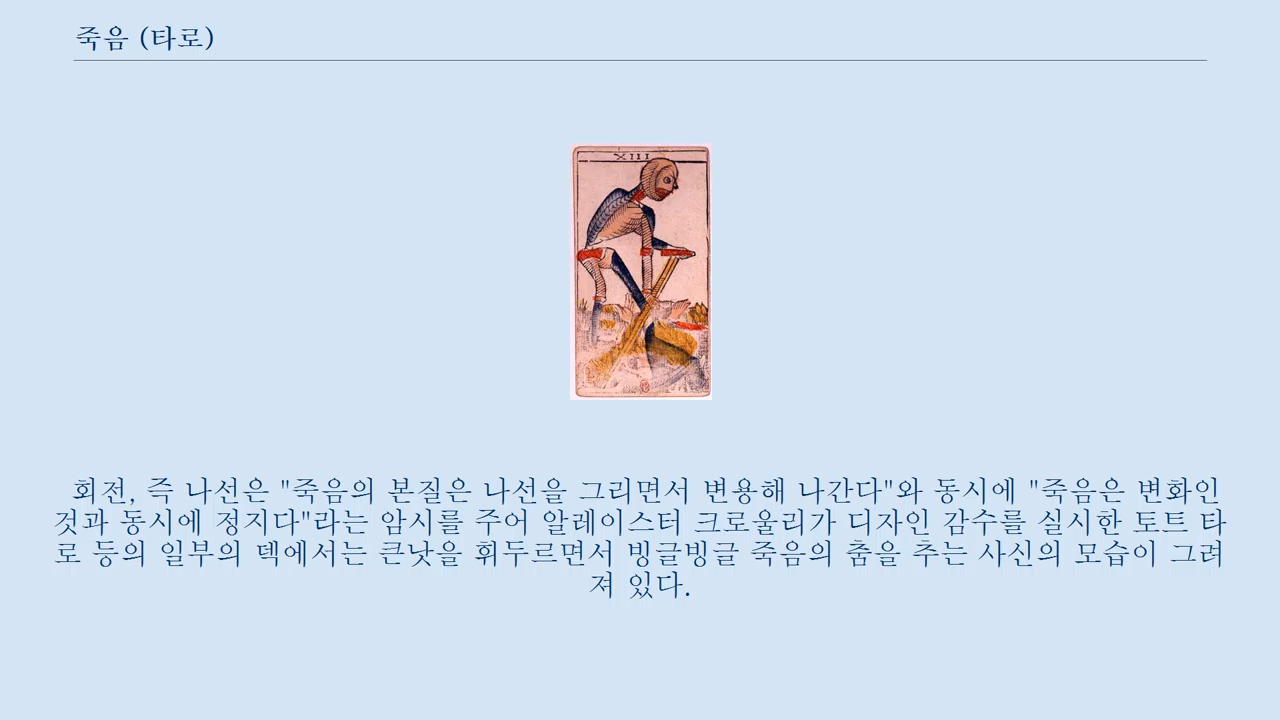 죽음 (타로)
XIII
회전, 즉 나선은 "죽음의 본질은 나선을 그리면서 변용해 나간다"와 동시에 "죽음은 변화인
것과 동시에 정지다"라는 암시를 주어 알레이스터 크로울리가 디자인 감수를 실시한 토트 타
로 등의 일부의 덱에서는 큰낫을 휘두르면서 빙글빙글 죽음의 춤을 추는 사신의 모습이 그려
져 있다.